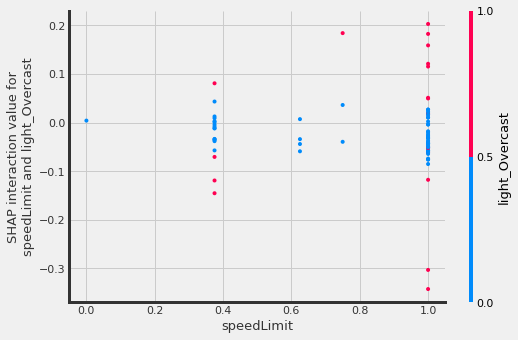 0.2
0.1
0.0
−0.1
−0.2
−0.3
SHAP interaction value for
speedLimit and light_Overcast
0.0 0.2 0.4 0.6 0.8 1.0
speedLimit
1.0
0.5
0.0
light_Overcast